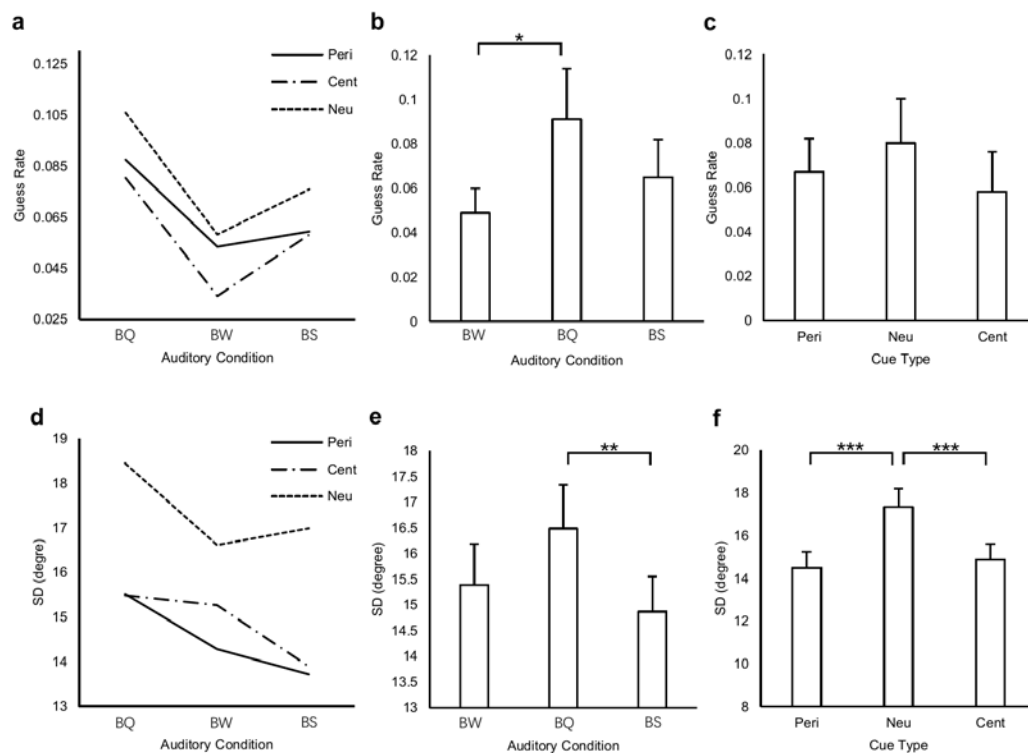 a
Guess Rate
0.125
0.105
0.085
0.065
0.045
0.025
Peri
Cent
Neu
BQ BW BS
Auditory Condition
b
Guess Rate
0.12
0.1
0.08
0.06
0.04
0.02
0
*
BW BQ BS
Auditory Condition
c
Guess Rate
0.12
0.1
0.08
0.06
0.04
0.02
0
Peri Neu Cent
Cue Type
d
SD (degre)
19
18
17
16
15
14
13
Peri
Cent
Neu
BQ BW BS
Auditory Condition
e
SD (degree)
18
17.5
17
16.5
16
15.5
15
14.5
14
13.5
13
**
BW BQ BS
Auditory Condition
f
SD (degree)
20
18
16
14
12
10
8
*** ***
Peri Neu Cent
Cue Type